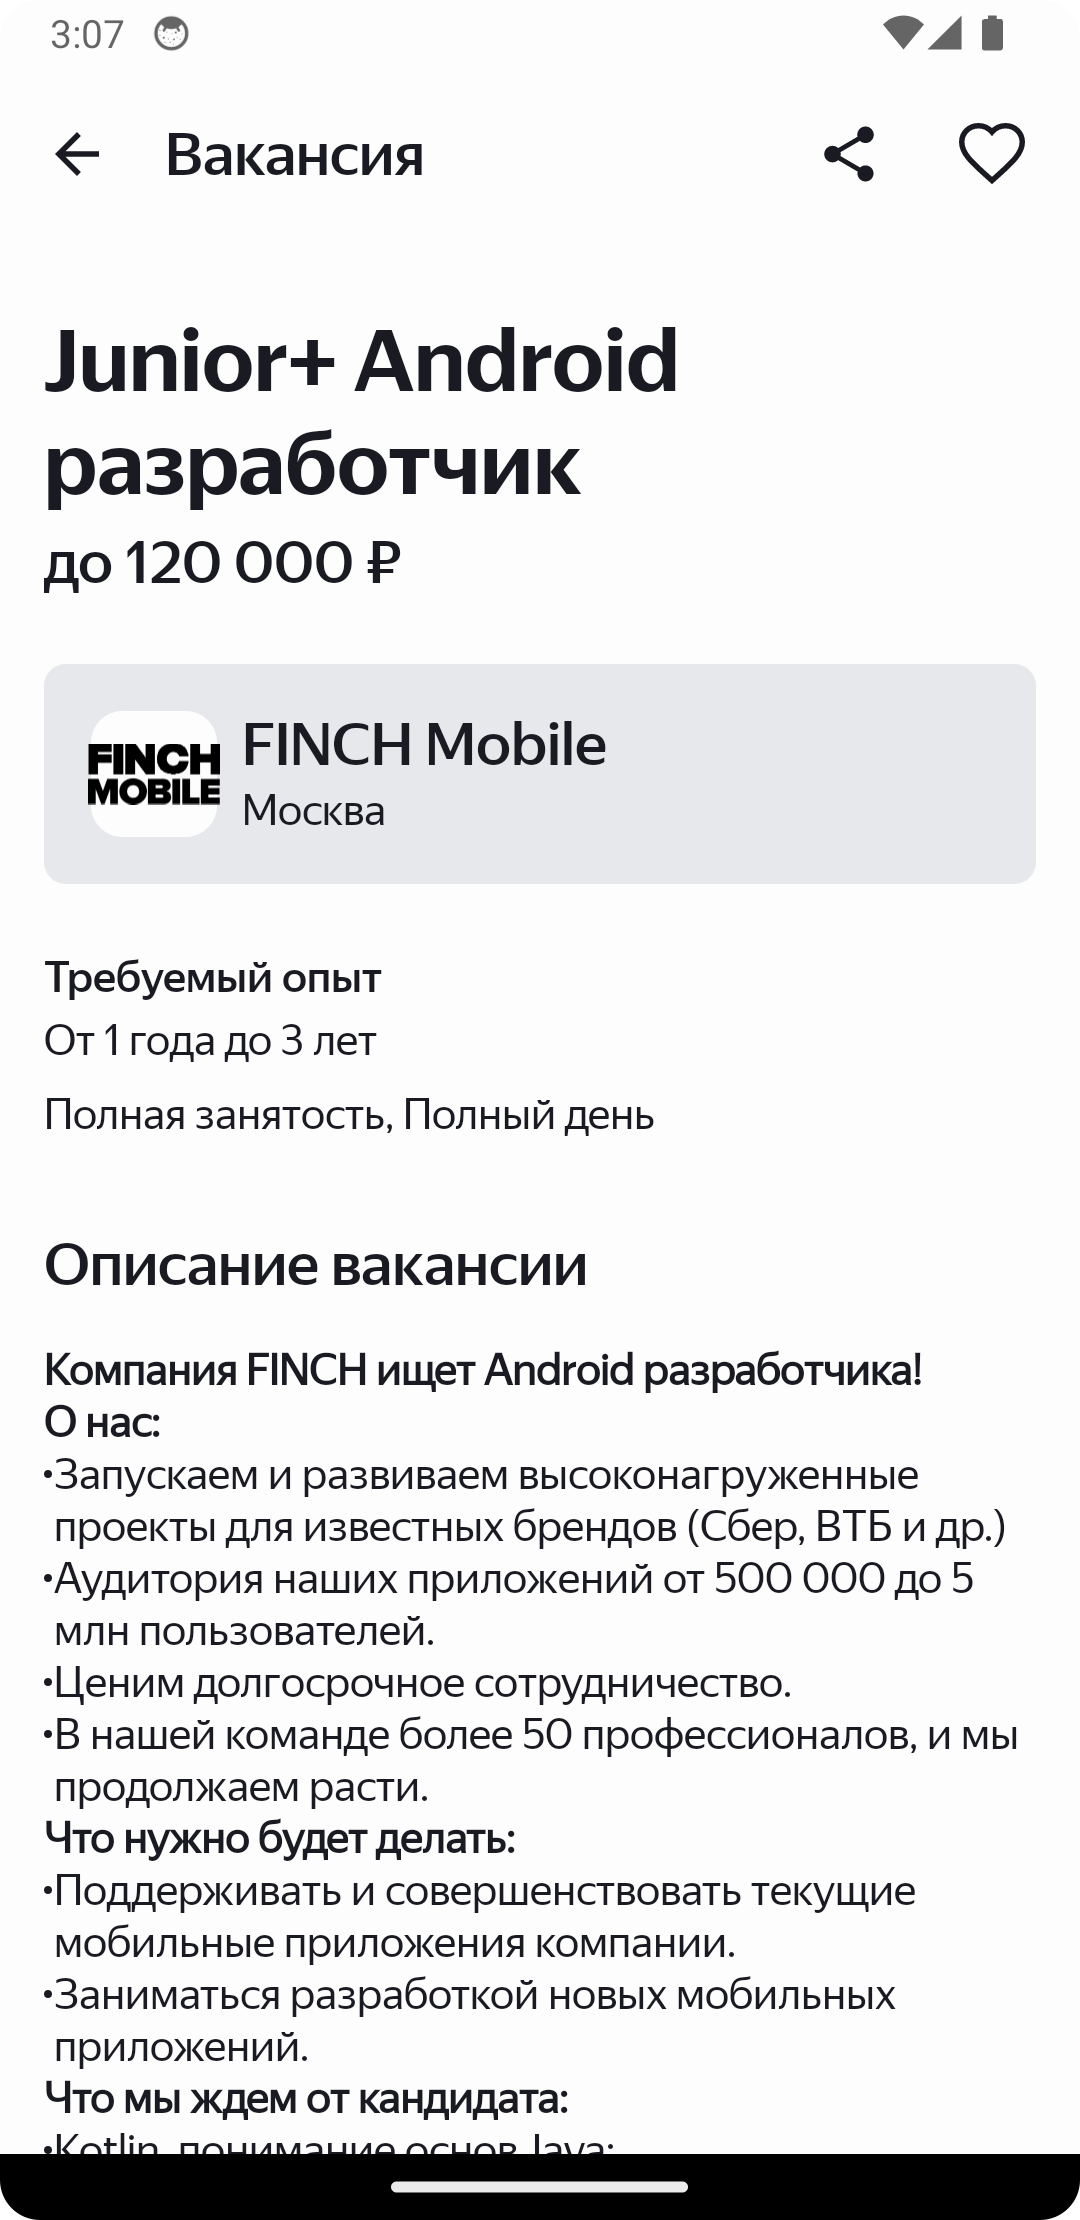 3:07
Вакансия
Junior+ Android
разработчик
до 120 000 ₽
FINCH
MOBILE
FINCH Mobile
Москва
Требуемый опыт
От 1 года до 3 лет
Полная занятость, Полный день
Описание вакансии
Компания FINCH ищет Android разработчика!
О нас:
•Запускаем и развиваем высоконагруженные
проекты для известных брендов (Сбер, ВТБ и др.)
•Аудитория наших приложений от 500 000 до 5
млн пользователей.
•Ценим долгосрочное сотрудничество.
•В нашей команде более 50 профессионалов, и мы
продолжаем расти.
Что нужно будет делать:
•Поддерживать и совершенствовать текущие
мобильные приложения компании.
•Заниматься разработкой новых мобильных
приложений.
Что мы ждем от кандидата:
•Kotlin, понимание основ Java;